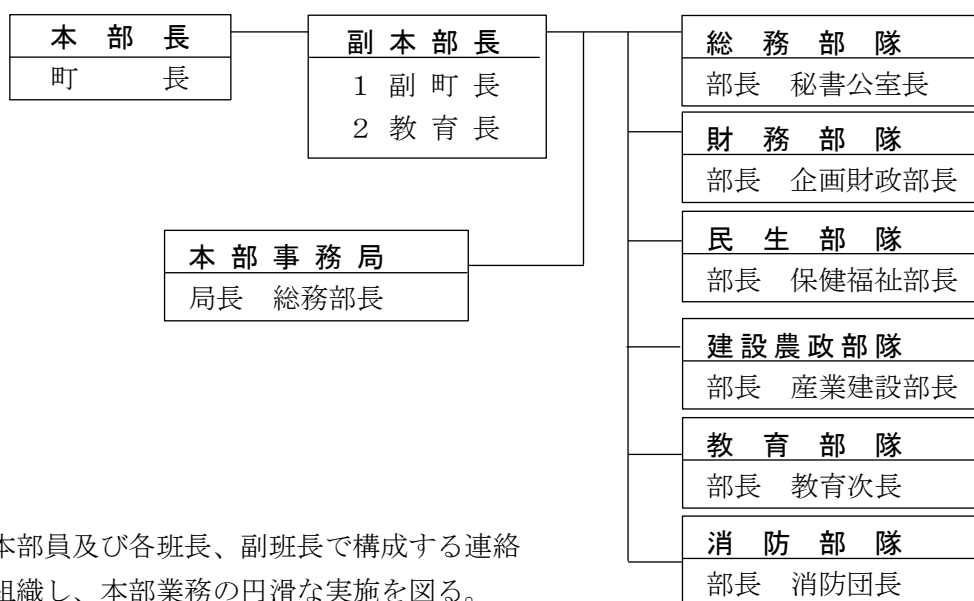 本部長
町長
副本部長
1 副町長
2 教育長
本部事務局
局長 総務部長
総務部隊
部長 秘書公室長
財務部隊
部長 企画財政部長
民生部隊
部長 保健福祉部長
建設農政部隊
部長 産業建設部長
教育部隊
部長 教育次長
消防部隊
部長 消防団長
本部員及び各班長、副班長で構成する連絡
組織し、本部業務の円滑な実施を図る。